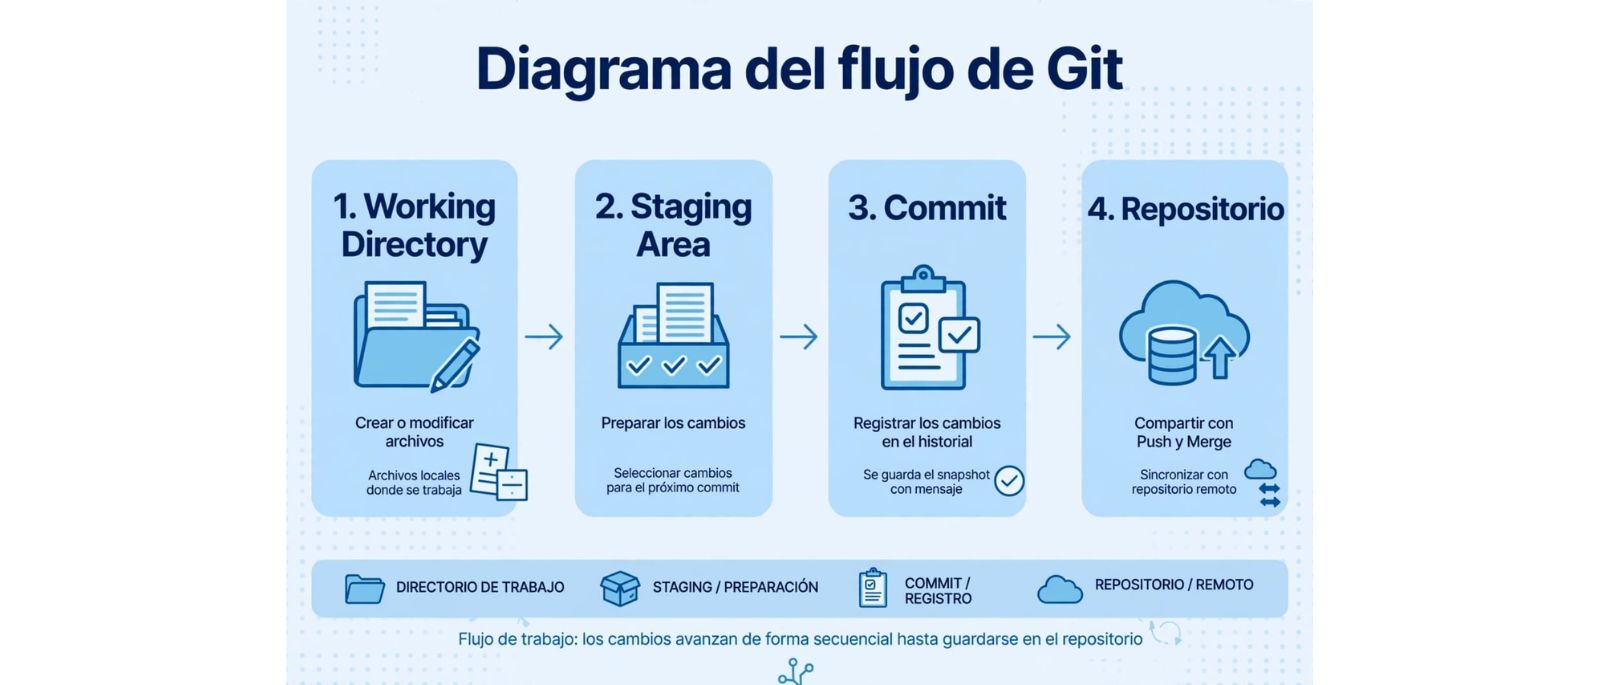 Diagrama del flujo de Git
1. Working
Directory
Crear o modificar
archivos
Archivos locales
donde se trabaja
2. Staging
Area
Preparar los cambios
Seleccionar cambios
para el próximo commit
3. Commit
Registrar los cambios
en el historial
Se guarda el snapshot
con mensaje
4. Repositorio
Compartir con
Push y Merge
Sincronizar con
repositorio remoto
DIRECTORIO DE TRABAJO
STAGING / PREPARACIÓN
COMMIT /
REGISTRO
REPOSITORIO / REMOTO
Flujo de trabajo: los cambios avanzan de forma secuencial hasta guardarse en el repositorio